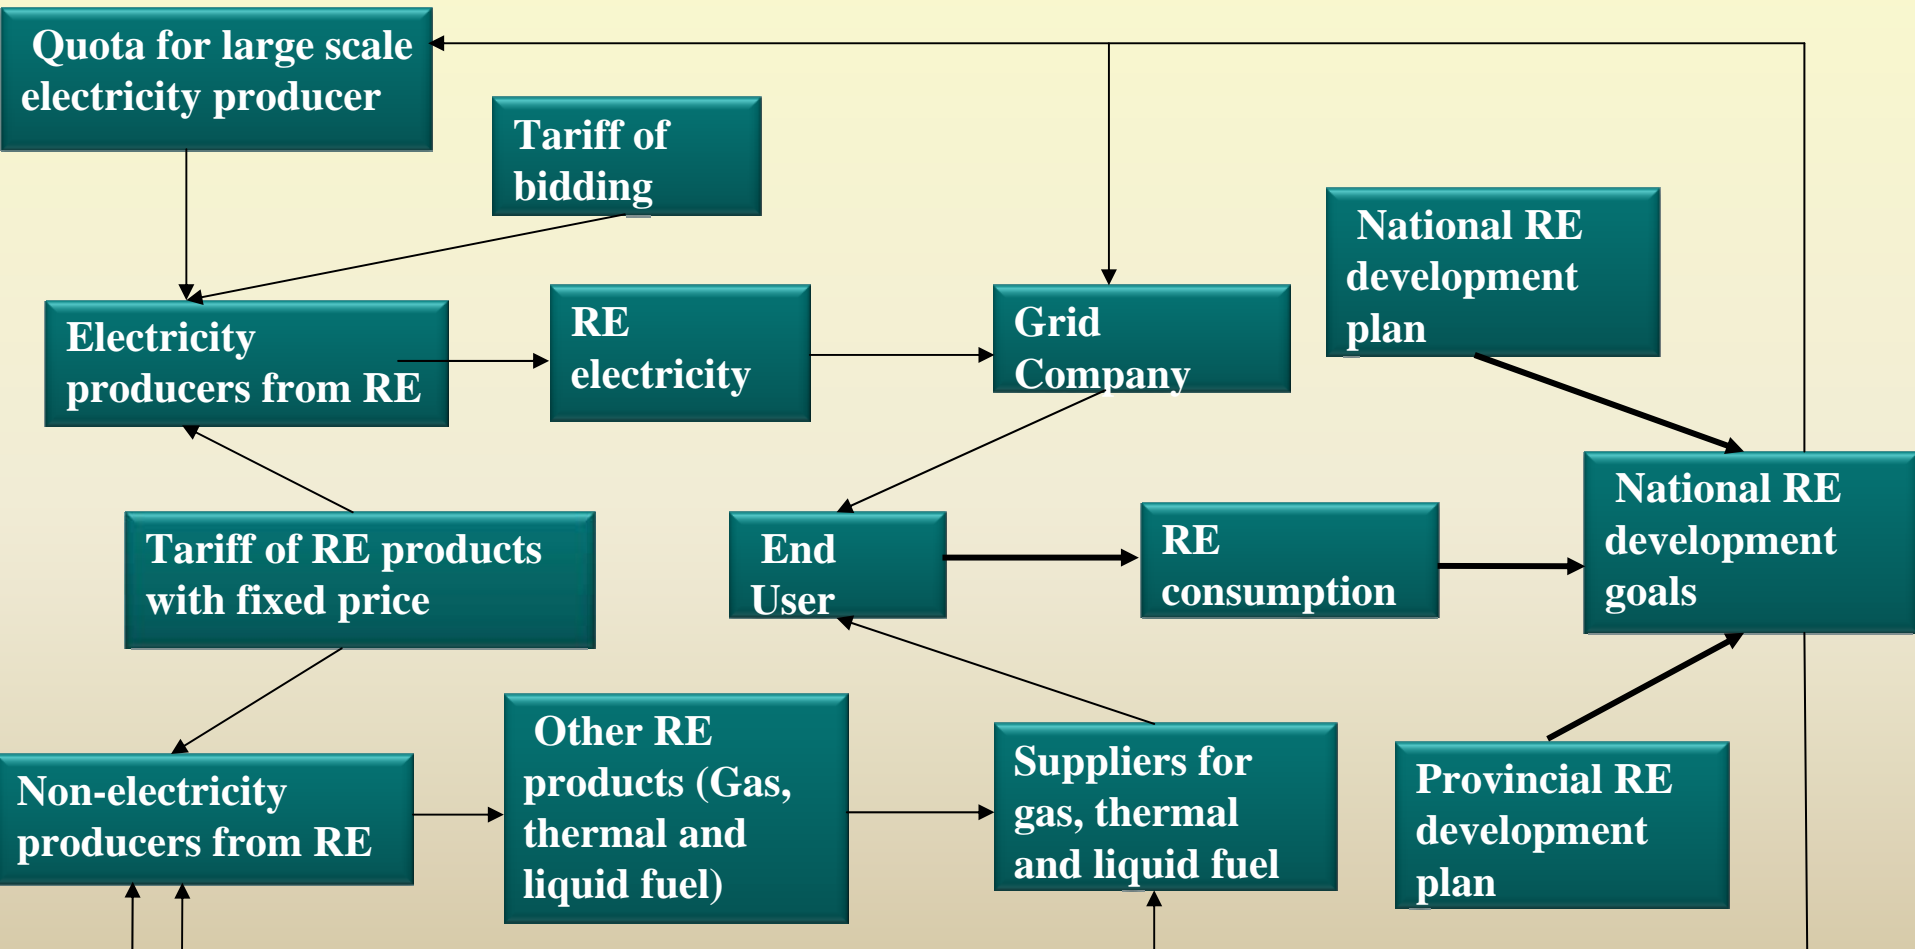 Quota for large scale
electricity producer
Tariff of
bidding
National RE
development
plan
Electricity
producers from RE
RE
electricity
Grid
Company
National RE
development
goals
Tariff of RE products
with fixed price
End
User
RE
consumption
Non-electricity
producers from RE
Other RE
products (Gas,
thermal and
liquid fuel)
Suppliers for
gas, thermal
and liquid fuel
Provincial RE
development
plan